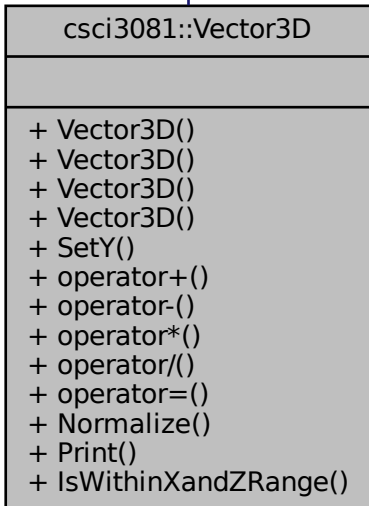 csci3081::Vector3D
+ Vector3D()
+ Vector3D()
+ Vector3D()
+ Vector3D()
+ SetY()
+ operator+()
+ operator-()
+ operator*()
+ operator/()
+ operator=()
+ Normalize()
+ Print()
+ IsWithinXandZRange()